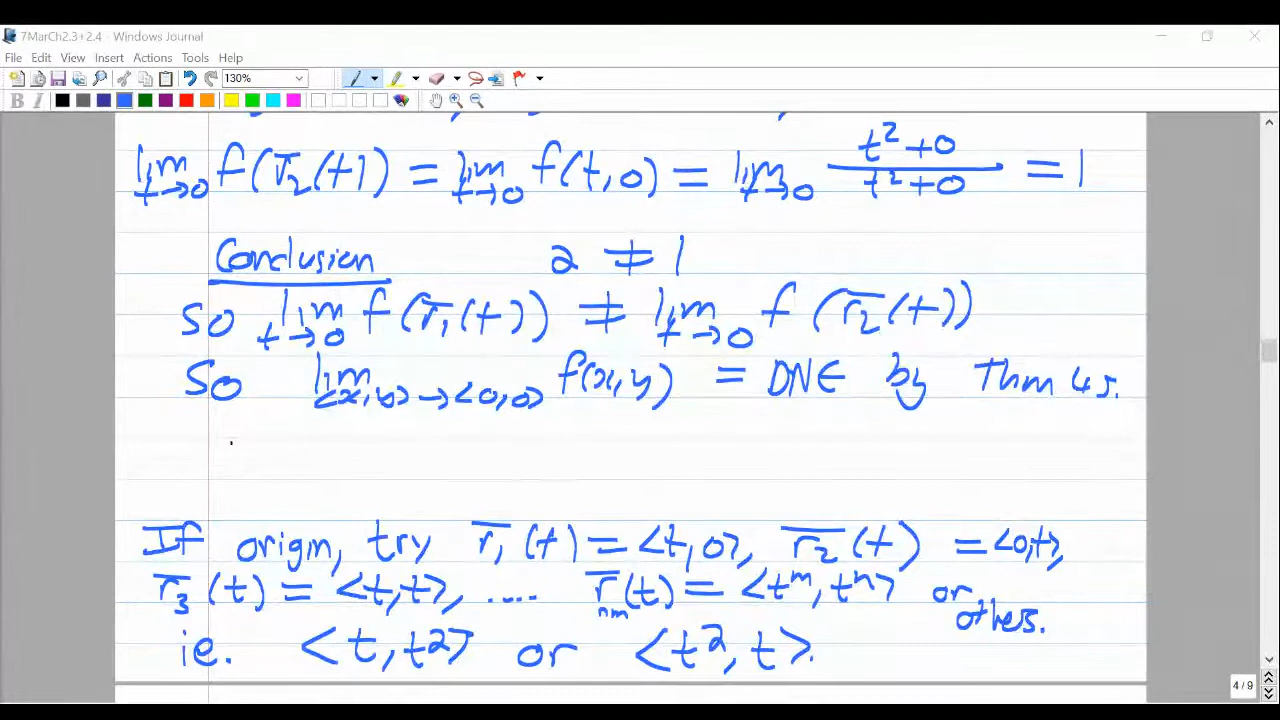 7MarCh2.3+2.4 - Windows Journal
File Edit View Insert Actions Tools Help
130%
B I
lim t→0 f(r̅₂(t)) = lim t→0 f(t,0) = lim t→0 (t²+0)/(t²+0) = 1
Conclusion 2 ≠ 1
So lim t→0 f(r̅₁(t)) ≠ lim t→0 f(r̅₂(t))
So lim <x,y>→<0,0> f(x,y) = DNE by Thm 45.
If origin, try r̅₁(t) = <t,0>, r̅₂(t) = <0,t>,
r̅₃(t) = <t,t>, .... r̅nm(t) = <tᵐ,tⁿ> or others.
ie. <t,t²> or <t²,t>.
4/9